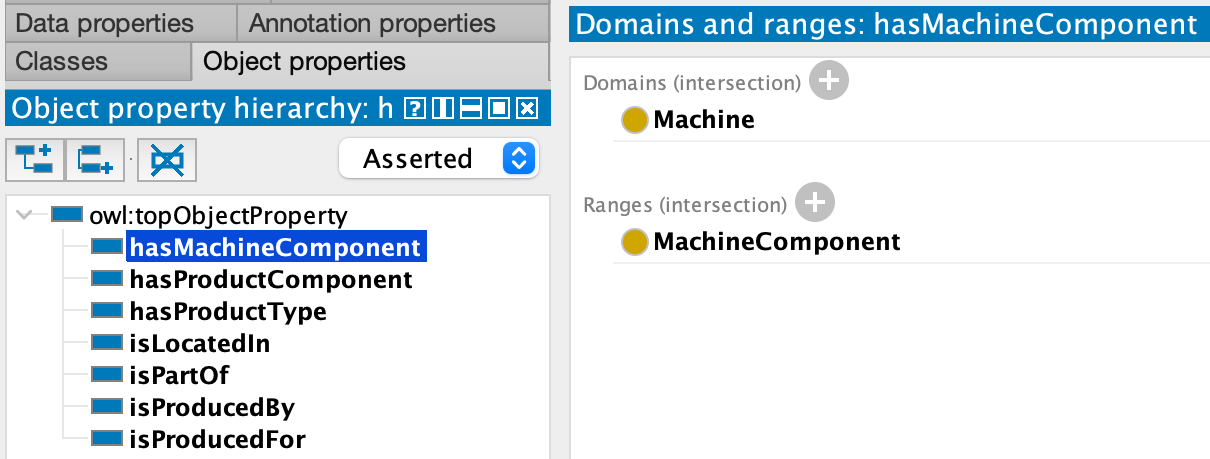 Data properties
Annotation properties
Classes
Object properties
Object property hierarchy: h
Asserted
owl:topObjectProperty
hasMachineComponent
hasProductComponent
hasProductType
isLocatedIn
isPartOf
isProducedBy
isProducedFor
Domains and ranges: hasMachineComponent
Domains (intersection)
Machine
Ranges (intersection)
MachineComponent